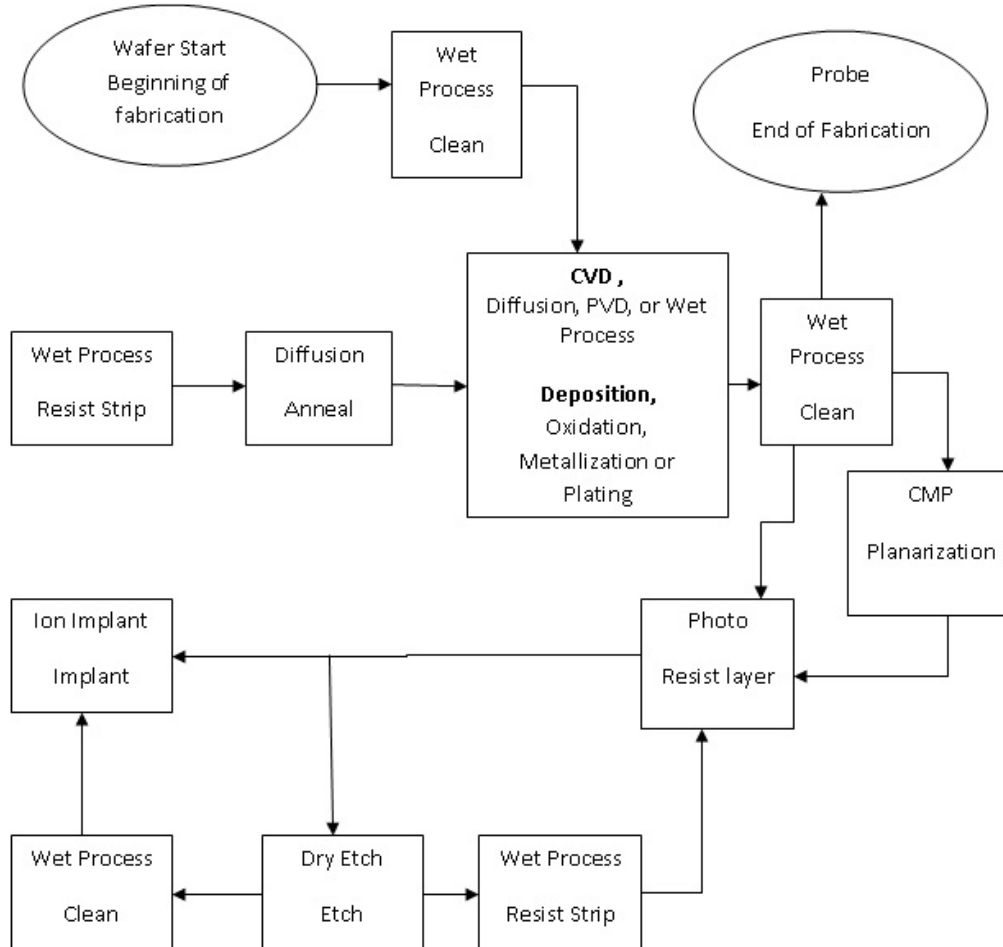 Wafer Start
Beginning of
fabrication
Wet
Process
Clean
Probe
End of Fabrication
CVD ,
Diffusion, PVD, or Wet
Process
Deposition,
Oxidation,
Metallization or
Plating
Wet Process
Resist Strip
Diffusion
Anneal
Wet
Process
Clean
CMP
Planarization
Ion Implant
Implant
Photo
Resist layer
Wet Process
Clean
Dry Etch
Etch
Wet Process
Resist Strip